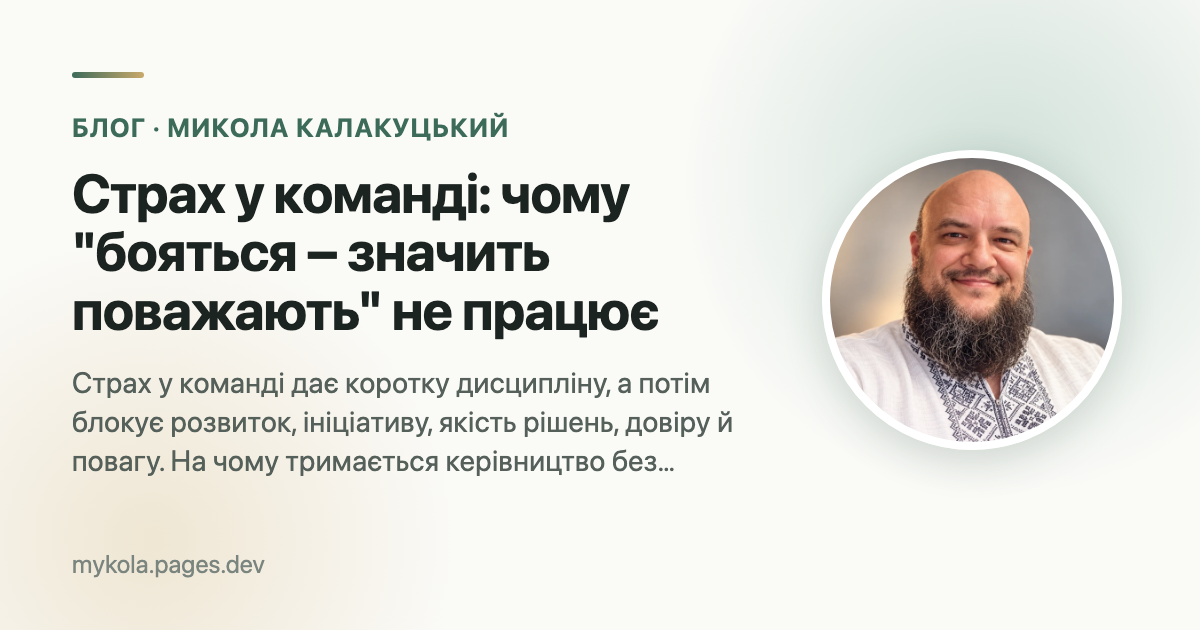 БЛОГ · МИКОЛА КАЛАКУЦЬКИЙ
Страх у команді: чому
"бояться – значить
поважають" не працює
Страх у команді дає коротку дисципліну, а потім
блокує розвиток, ініціативу, якість рішень, довіру й
повагу. На чому тримається керівництво без…
mykola.pages.dev